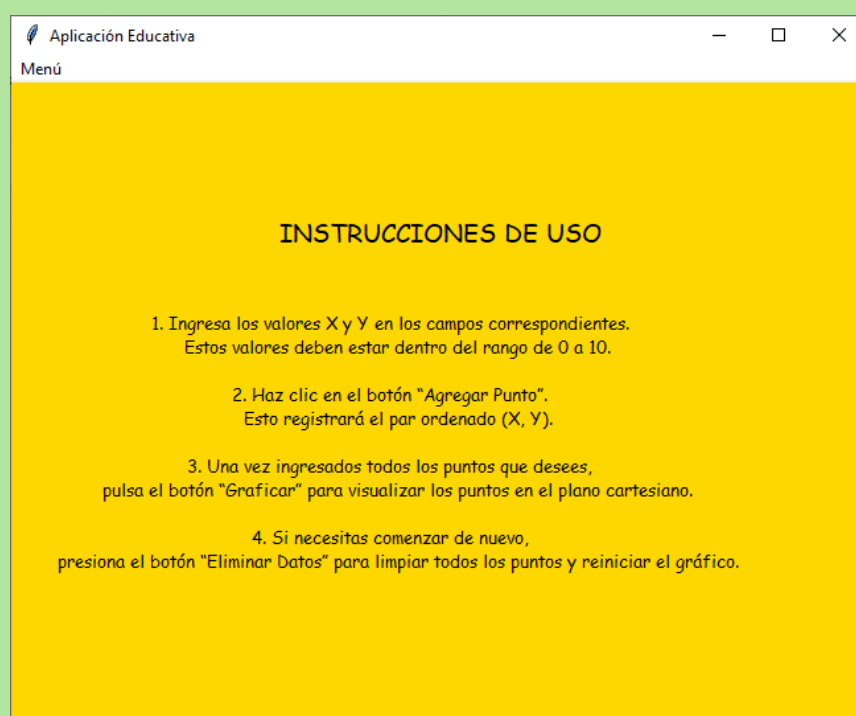 Aplicación Educativa
Menú
INSTRUCCIONES DE USO
1. Ingresa los valores X y Y en los campos correspondientes.
Estos valores deben estar dentro del rango de 0 a 10.
2. Haz clic en el botón “Agregar Punto”.
Esto registrará el par ordenado (X, Y).
3. Una vez ingresados todos los puntos que desees,
pulsa el botón “Graficar” para visualizar los puntos en el plano cartesiano.
4. Si necesitas comenzar de nuevo,
presiona el botón “Eliminar Datos” para limpiar todos los puntos y reiniciar el gráfico.